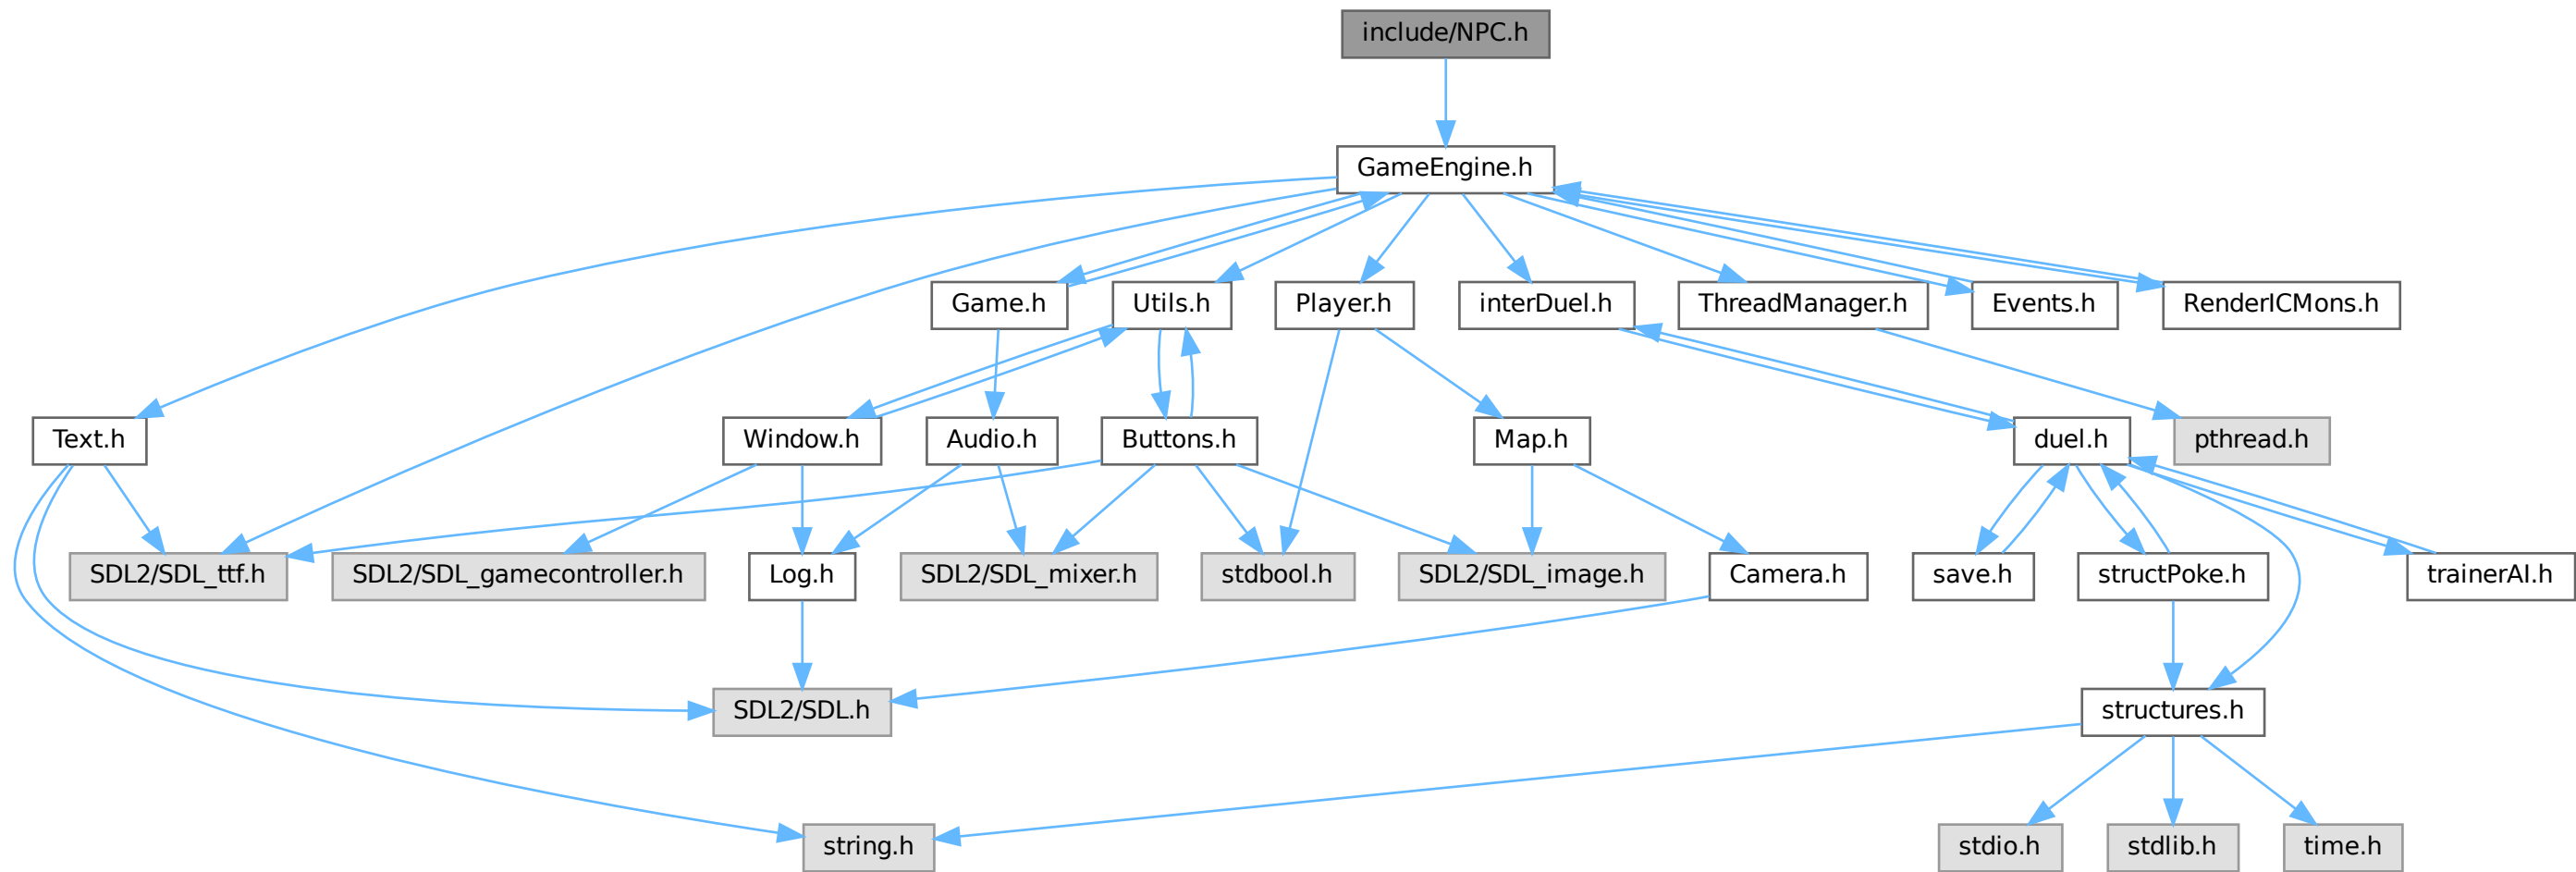 include/NPC.h
GameEngine.h
Game.h
Utils.h
Player.h
interDuel.h
ThreadManager.h
Events.h
RenderICMons.h
Text.h
Window.h
Audio.h
Buttons.h
Map.h
duel.h
pthread.h
SDL2/SDL_ttf.h
SDL2/SDL_gamecontroller.h
Log.h
SDL2/SDL_mixer.h
stdbool.h
SDL2/SDL_image.h
Camera.h
save.h
structPoke.h
trainerAI.h
SDL2/SDL.h
structures.h
string.h
stdio.h
stdlib.h
time.h